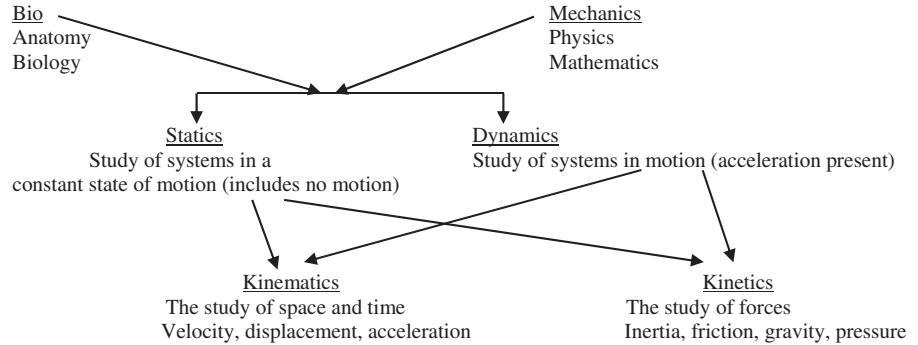 Bio
Anatomy
Biology
Mechanics
Physics
Mathematics
Statics
Study of systems in a
constant state of motion (includes no motion)
Dynamics
Study of systems in motion (acceleration present)
Kinematics
The study of space and time
Velocity, displacement, acceleration
Kinetics
The study of forces
Inertia, friction, gravity, pressure